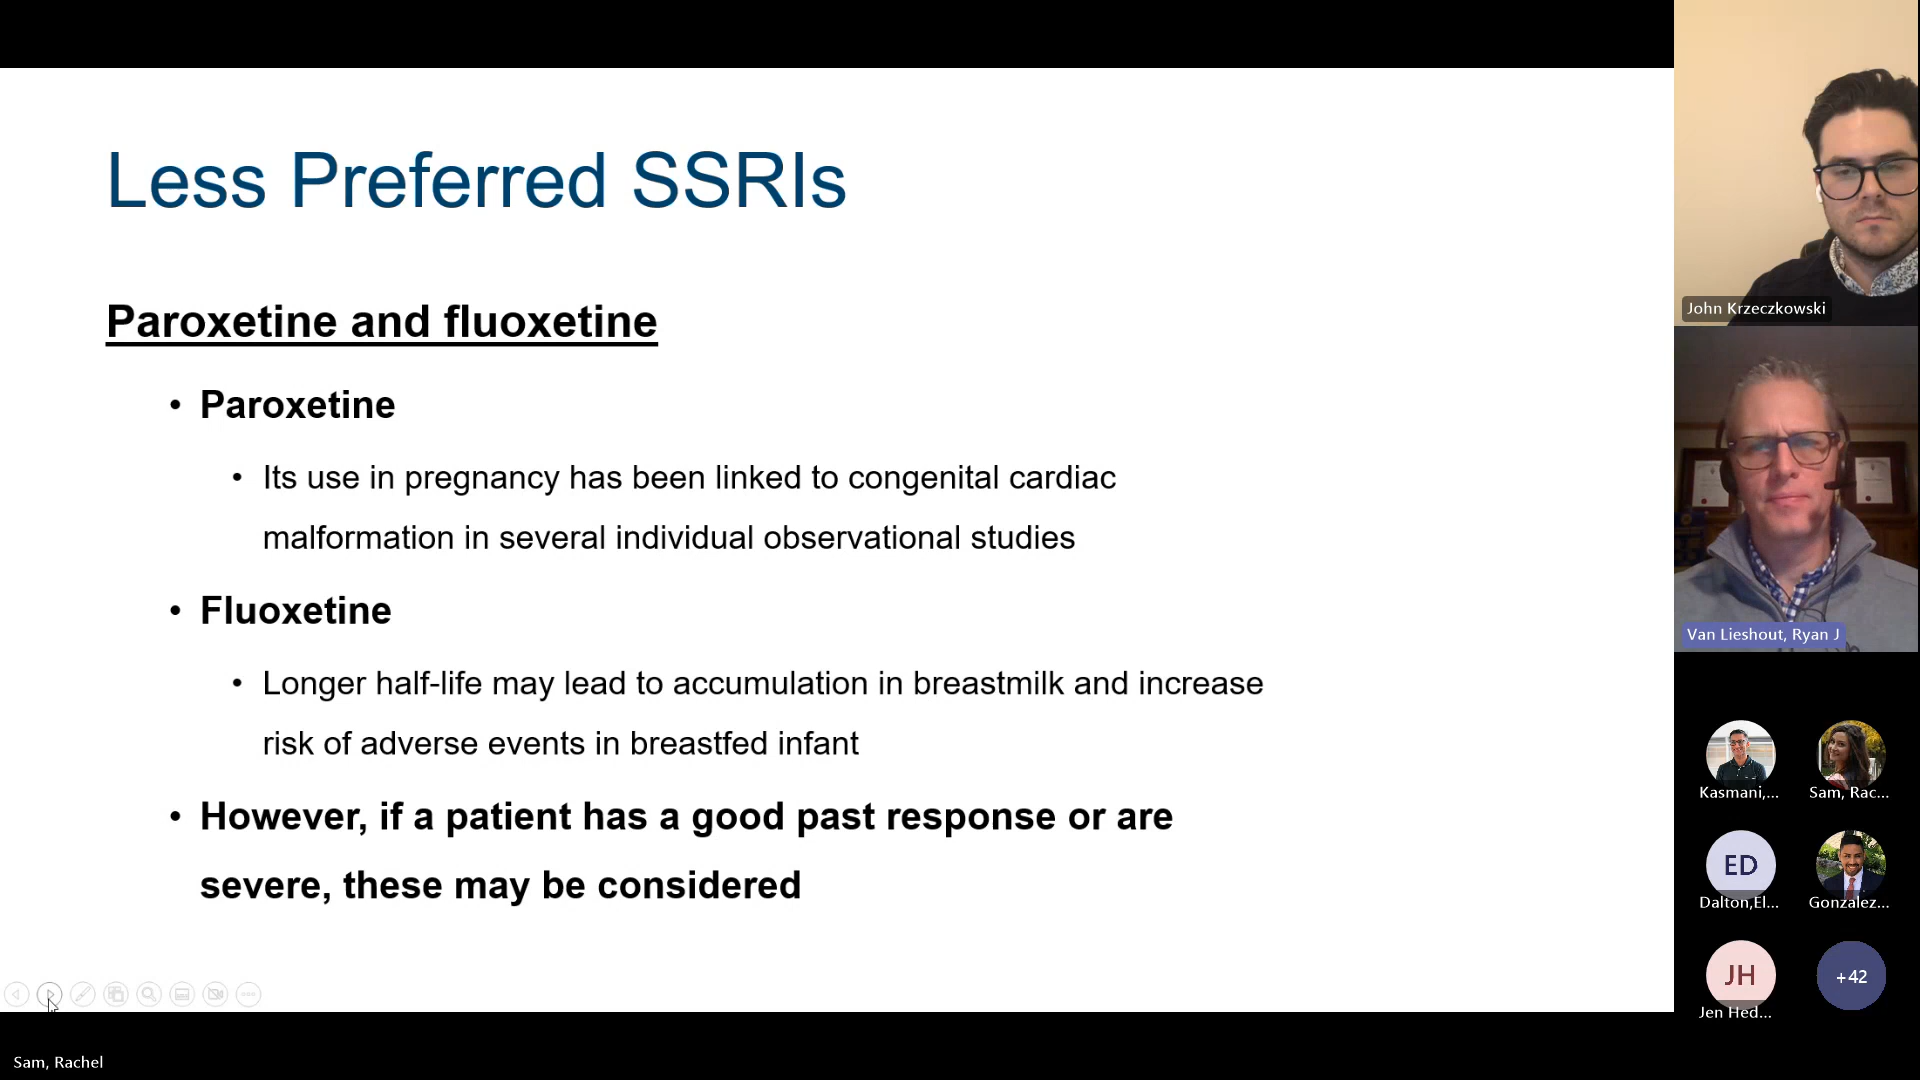 Less Preferred SSRIs
Paroxetine and fluoxetine
• Paroxetine
• Its use in pregnancy has been linked to congenital cardiac
malformation in several individual observational studies
• Fluoxetine
• Longer half-life may lead to accumulation in breastmilk and increase
risk of adverse events in breastfed infant
• However, if a patient has a good past response or are
severe, these may be considered
Sam, Rachel
John Krzeczkowski
Van Lieshout, Ryan J
Kasmani,...
Sam, Rac...
ED
Dalton,El...
Gonzalez...
JH
Jen Hed...
+42